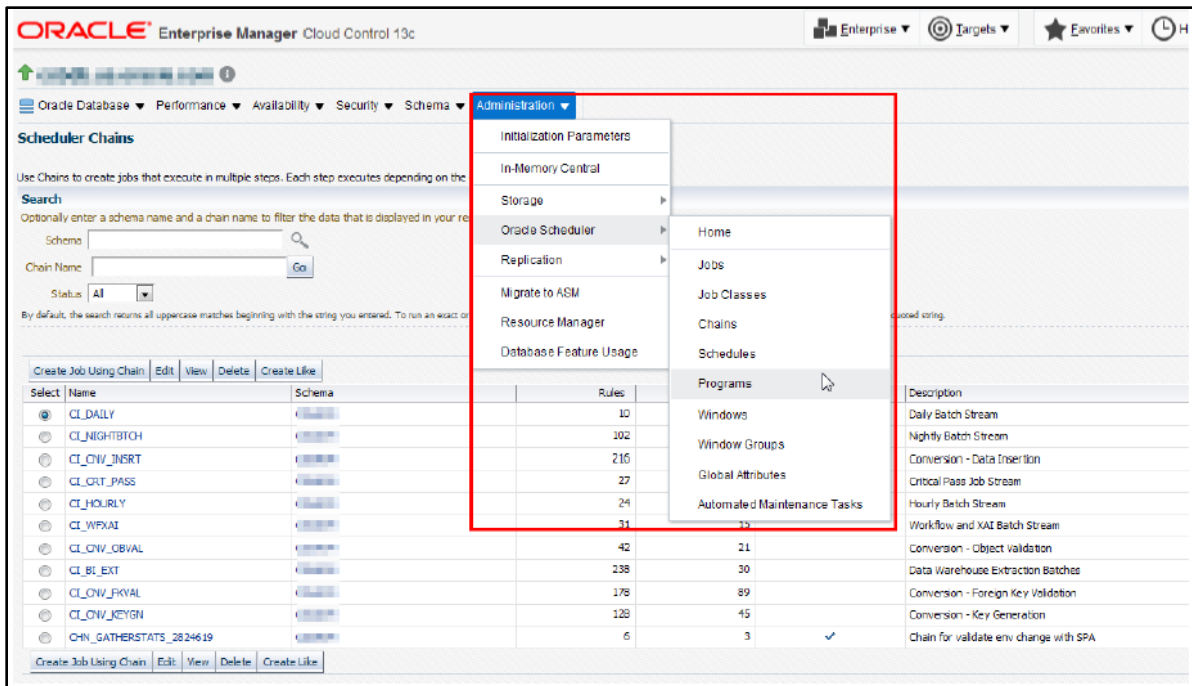 ORACLE Enterprise Manager Cloud Control 13c
Enterprise ▼ Targets ▼ Favorites ▼ H
Oracle Database ▼ Performance ▼ Availability ▼ Security ▼ Schema ▼ Administration ▼
Scheduler Chains
Use Chains to create jobs that execute in multiple steps. Each step executes depending on the
Search
Optionally enter a schema name and a chain name to filter the data that is displayed in your re
Schema
Chain Name Go
Status All
By default, the search returns all uppercase matches beginning with the string you entered. To run an exact or
uoted string.
Initialization Parameters
In-Memory Central
Storage
Oracle Scheduler
Replication
Migrate to ASM
Resource Manager
Database Feature Usage
Home
Jobs
Job Classes
Chains
Schedules
Programs
Windows
Window Groups
Global Attributes
Automated Maintenance Tasks
Create Job Using Chain Edit View Delete Create Like
Select Name Schema Rules Description
CI_DAILY 10 Daily Batch Stream
CI_NIGHTBTCH 102 Nightly Batch Stream
CI_CNV_INSRT 216 Conversion - Data Insertion
CI_CRT_PASS 27 Critical Pass Job Stream
CI_HOURLY 24 Hourly Batch Stream
CI_WFXAI 31 15 Workflow and XAI Batch Stream
CI_CNV_OBVAL 42 21 Conversion - Object Validation
CI_BI_EXT 238 30 Data Warehouse Extraction Batches
CI_CNV_FKVAL 178 89 Conversion - Foreign Key Validation
CI_CNV_KEYGN 128 45 Conversion - Key Generation
CHN_GATHERSTATS_2824619 6 3 ✓ Chain for validate env change with SPA
Create Job Using Chain Edit View Delete Create Like